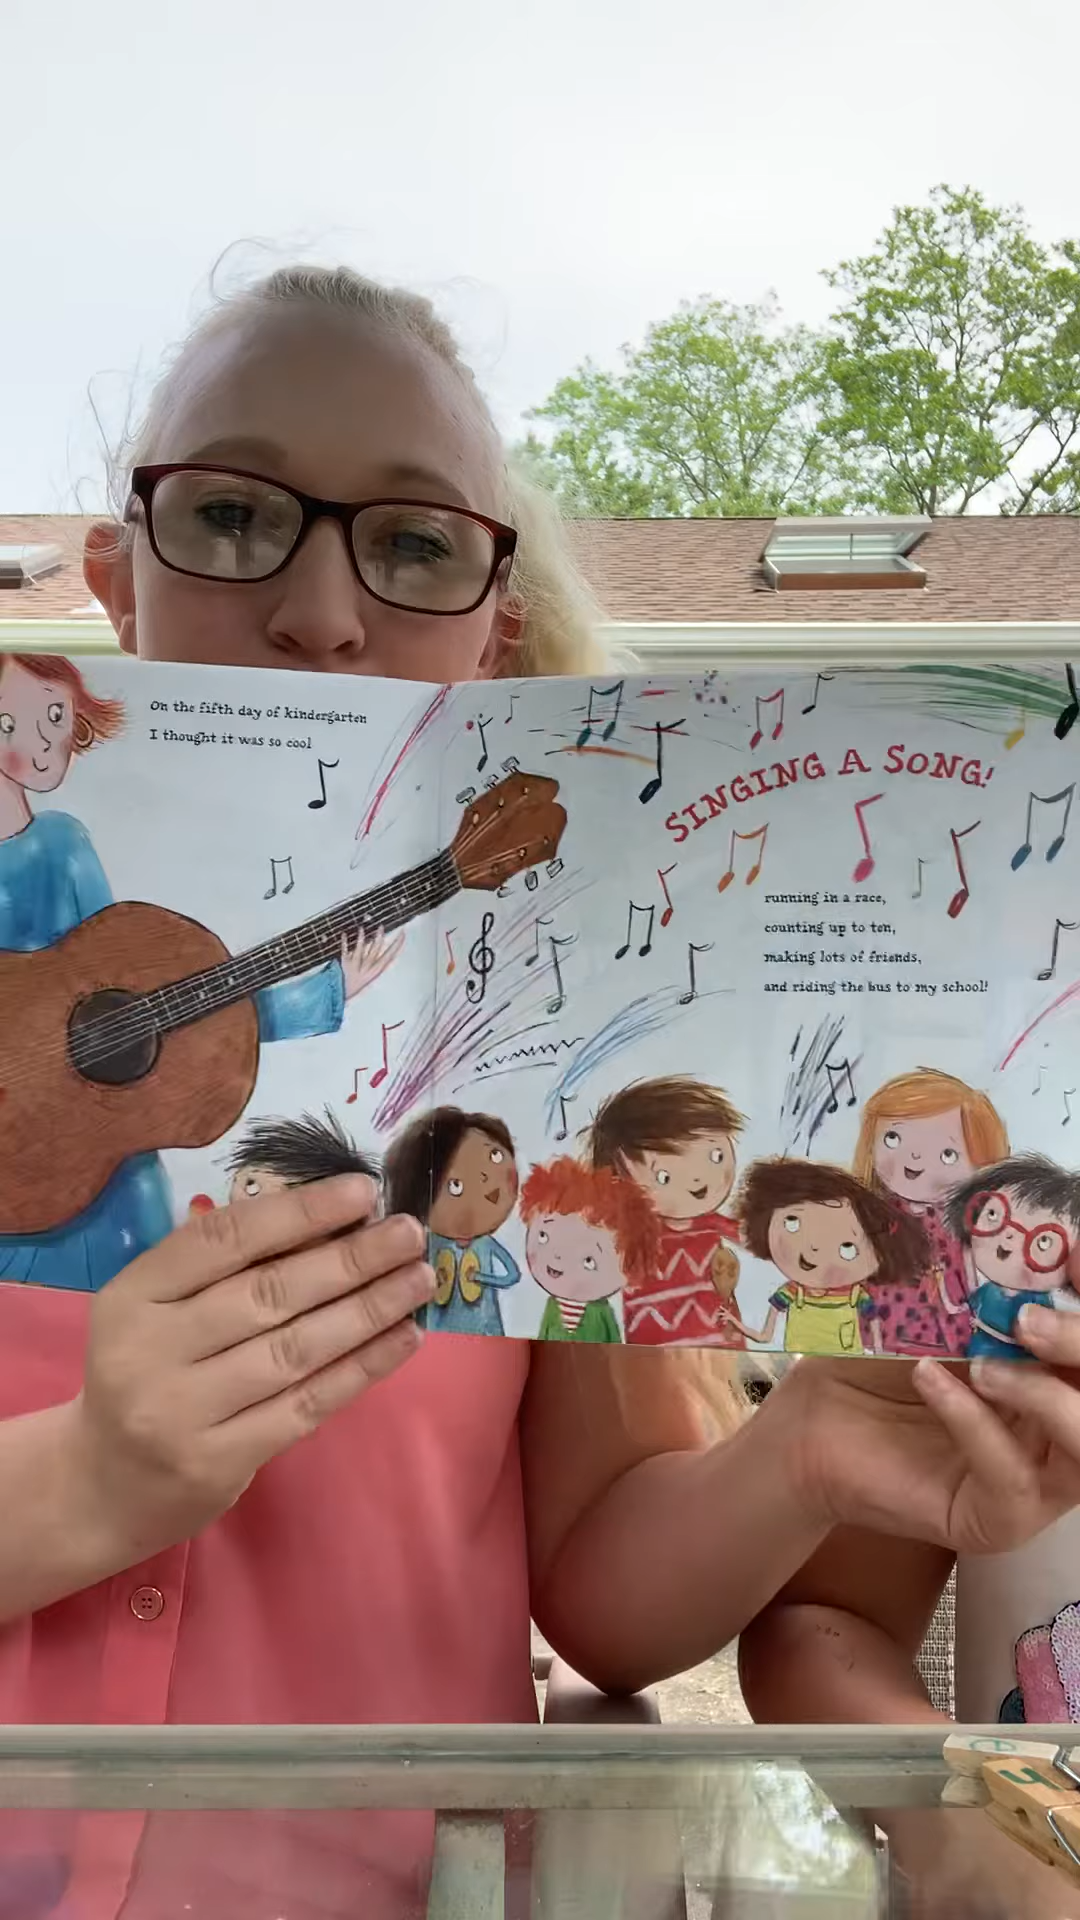 On the fifth day of kindergarten
I thought it was so cool
SINGING A SONG!
running in a race,
counting up to ten,
making lots of friends,
and riding the bus to my school!